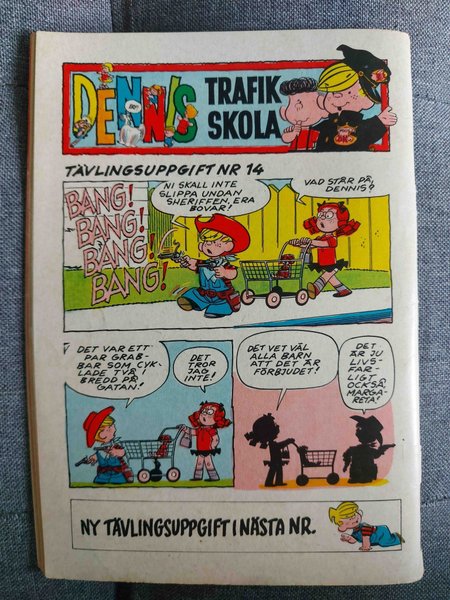 DENNIS
TRAFIK
SKOLA
TÄVLINGSUPPGIFT NR 14
BANG!
BANG!
BANG!
BANG!
NI SKALL INTE
SLIPPA UNDAN
SHERIFFEN, ERA
BOVAR!
VAD STÅR PÅ,
DENNIS?
DET VAR ETT
PAR GRAB-
BAR SOM CYK-
LADE TVÅ I
BREDD PÅ
GATAN!
DET
TROR
JAG
INTE!
DET VET VÄL
ALLA BARN
ATT DET ÄR
FÖRBJUDET!
DET
ÄR JU
LIVS-
FAR-
LIGT
OCKSÅ,
MARGA-
RETA!
NY TÄVLINGSUPPGIFT I NÄSTA NR.